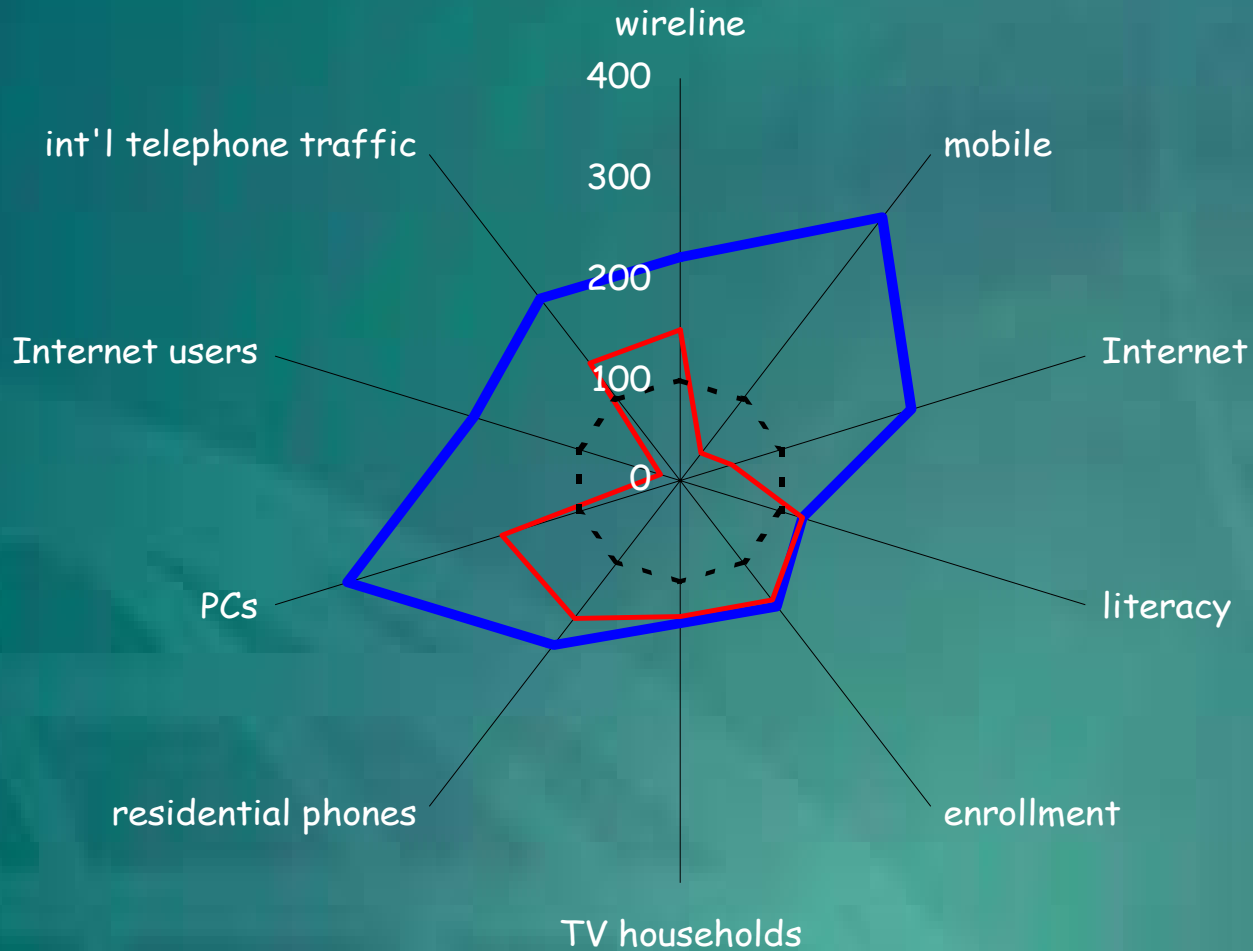 wireline
400
int'l telephone traffic
mobile
300
200
Internet users
Internet
100
0
PCs
literacy
residential phones
enrollment
TV households